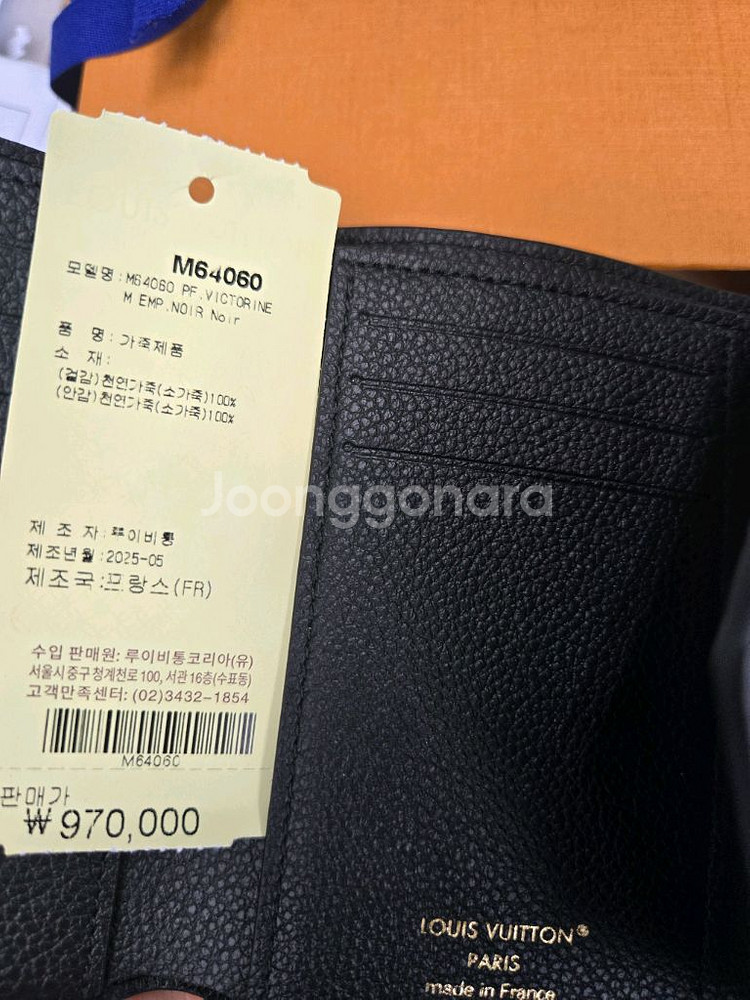 M64060
모델명:M64060 PF.VICTORINE
M EMP.NOIR Noir
품 명:가죽제품
소 재:
(겉감)천연가죽(소가죽)100%
(안감)천연가죽(소가죽)100%
제 조 자:루이비통
제조년월:2025-05
제조국:프랑스(FR)
수입 판매원: 루이비통코리아(유)
서울시 중구 청계천로 100, 서관 16층(수표동)
고객만족센터: (02)3432-1854
M64060
판매가
₩970,000
Joonggonara
LOUIS VUITTON®
PARIS
made in France